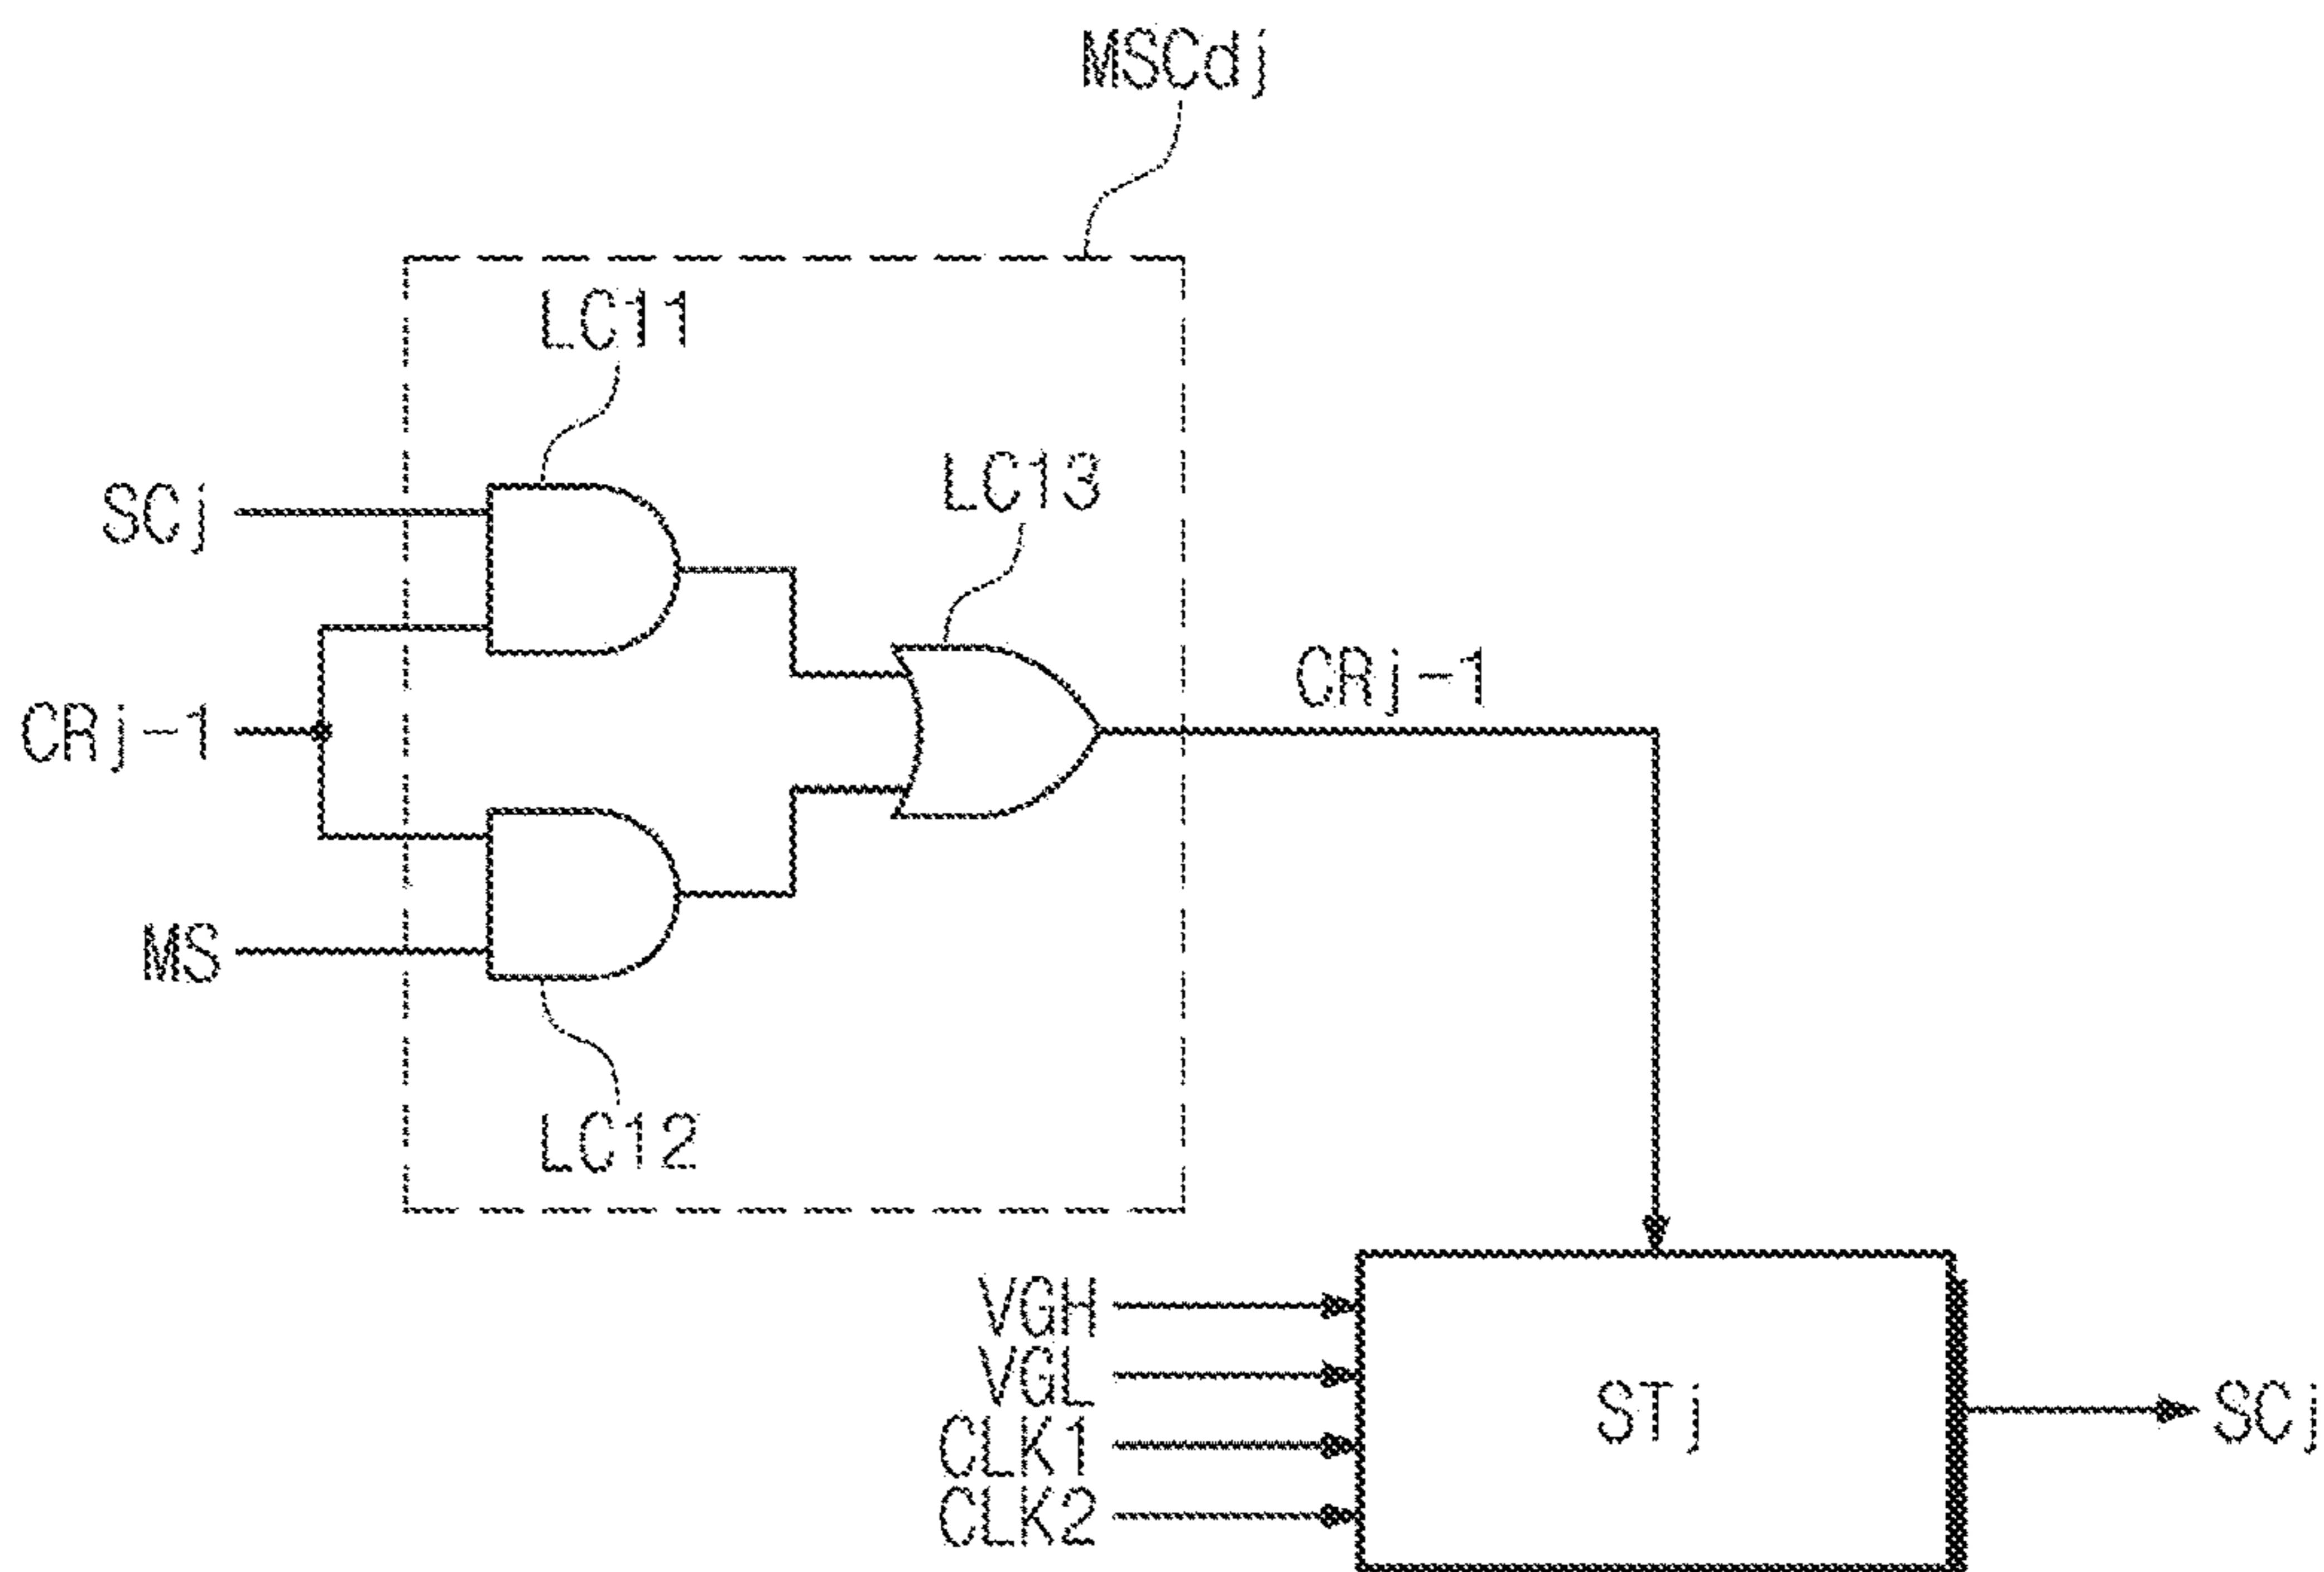 MSCdj
LC11
LC13
SCj
CRj-1
CRj-1
MS
LC12
VGH
VGL
CLK1
CLK2
STj
SCj